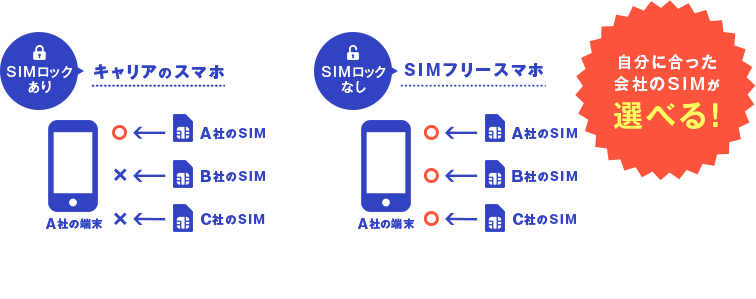 SIMロック
あり
キャリアのスマホ
○ ← A社のSIM
× ← B社のSIM
× ← C社のSIM
A社の端末
SIMロック
なし
SIMフリースマホ
○ ← A社のSIM
○ ← B社のSIM
○ ← C社のSIM
A社の端末
自分に合った
会社のSIMが
選べる!